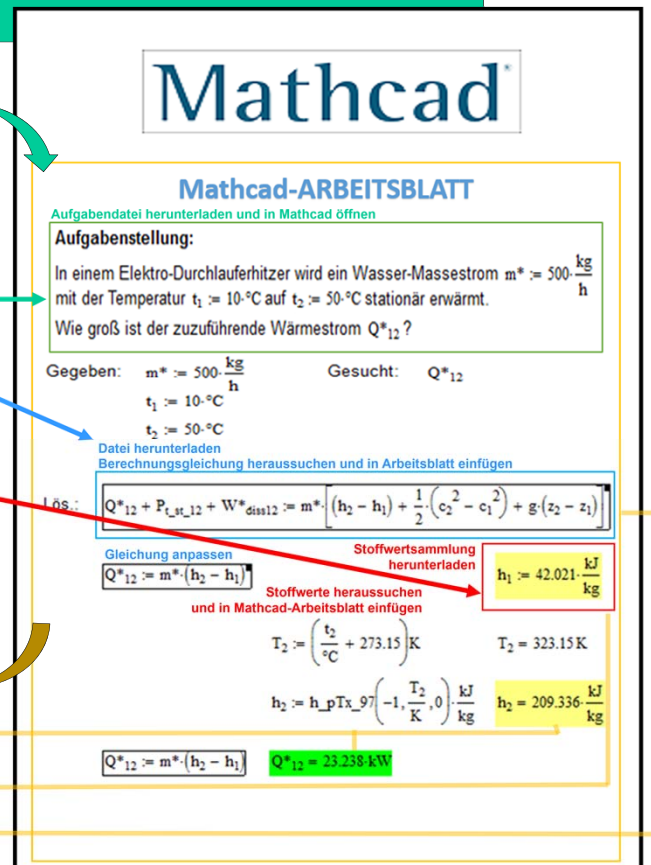 Mathcad
Mathcad-ARBEITSBLATT
Aufgabendatei herunterladen und in Mathcad öffnen
Aufgabenstellung:
In einem Elektro-Durchlauferhitzer wird ein Wasser-Massestrom m* := 500·kg/h
mit der Temperatur t₁ := 10·°C auf t₂ := 50·°C stationär erwärmt.
Wie groß ist der zuzuführende Wärmestrom Q*₁₂ ?
Gegeben: m* := 500·kg/h Gesucht: Q*₁₂
t₁ := 10·°C
t₂ := 50·°C
Datei herunterladen
Berechnungsgleichung heraussuchen und in Arbeitsblatt einfügen
Lös.: Q*₁₂ + P_t_st_12 + W*_diss12 := m*·[(h₂ − h₁) + 1/2·(c₂² − c₁²) + g·(z₂ − z₁)]
Gleichung anpassen
Q*₁₂ := m*·(h₂ − h₁)
Stoffwertsammlung
herunterladen
h₁ := 42.021·kJ/kg
Stoffwerte heraussuchen
und in Mathcad-Arbeitsblatt einfügen
T₂ := (t₂/°C + 273.15)K T₂ = 323.15 K
h₂ := h_pTx_97(−1, T₂/K, 0)·kJ/kg h₂ = 209.336·kJ/kg
Q*₁₂ := m*·(h₂ − h₁) Q*₁₂ = 23.238·kW